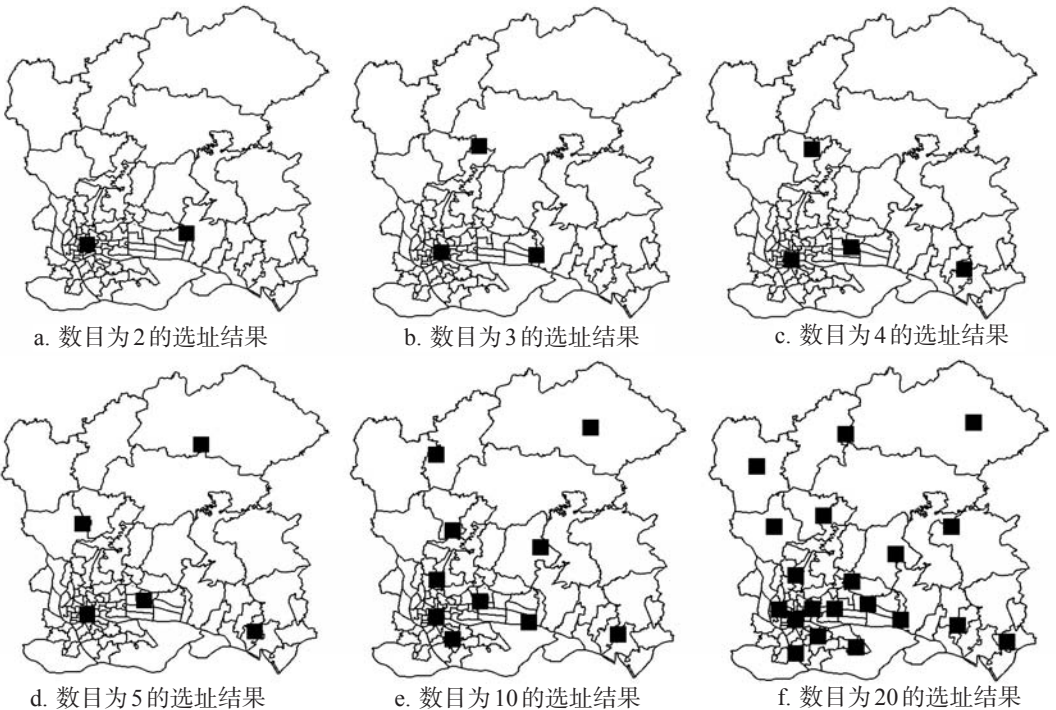 a. 数目为2的选址结果
b. 数目为3的选址结果
c. 数目为4的选址结果
d. 数目为5的选址结果
e. 数目为10的选址结果
f. 数目为20的选址结果